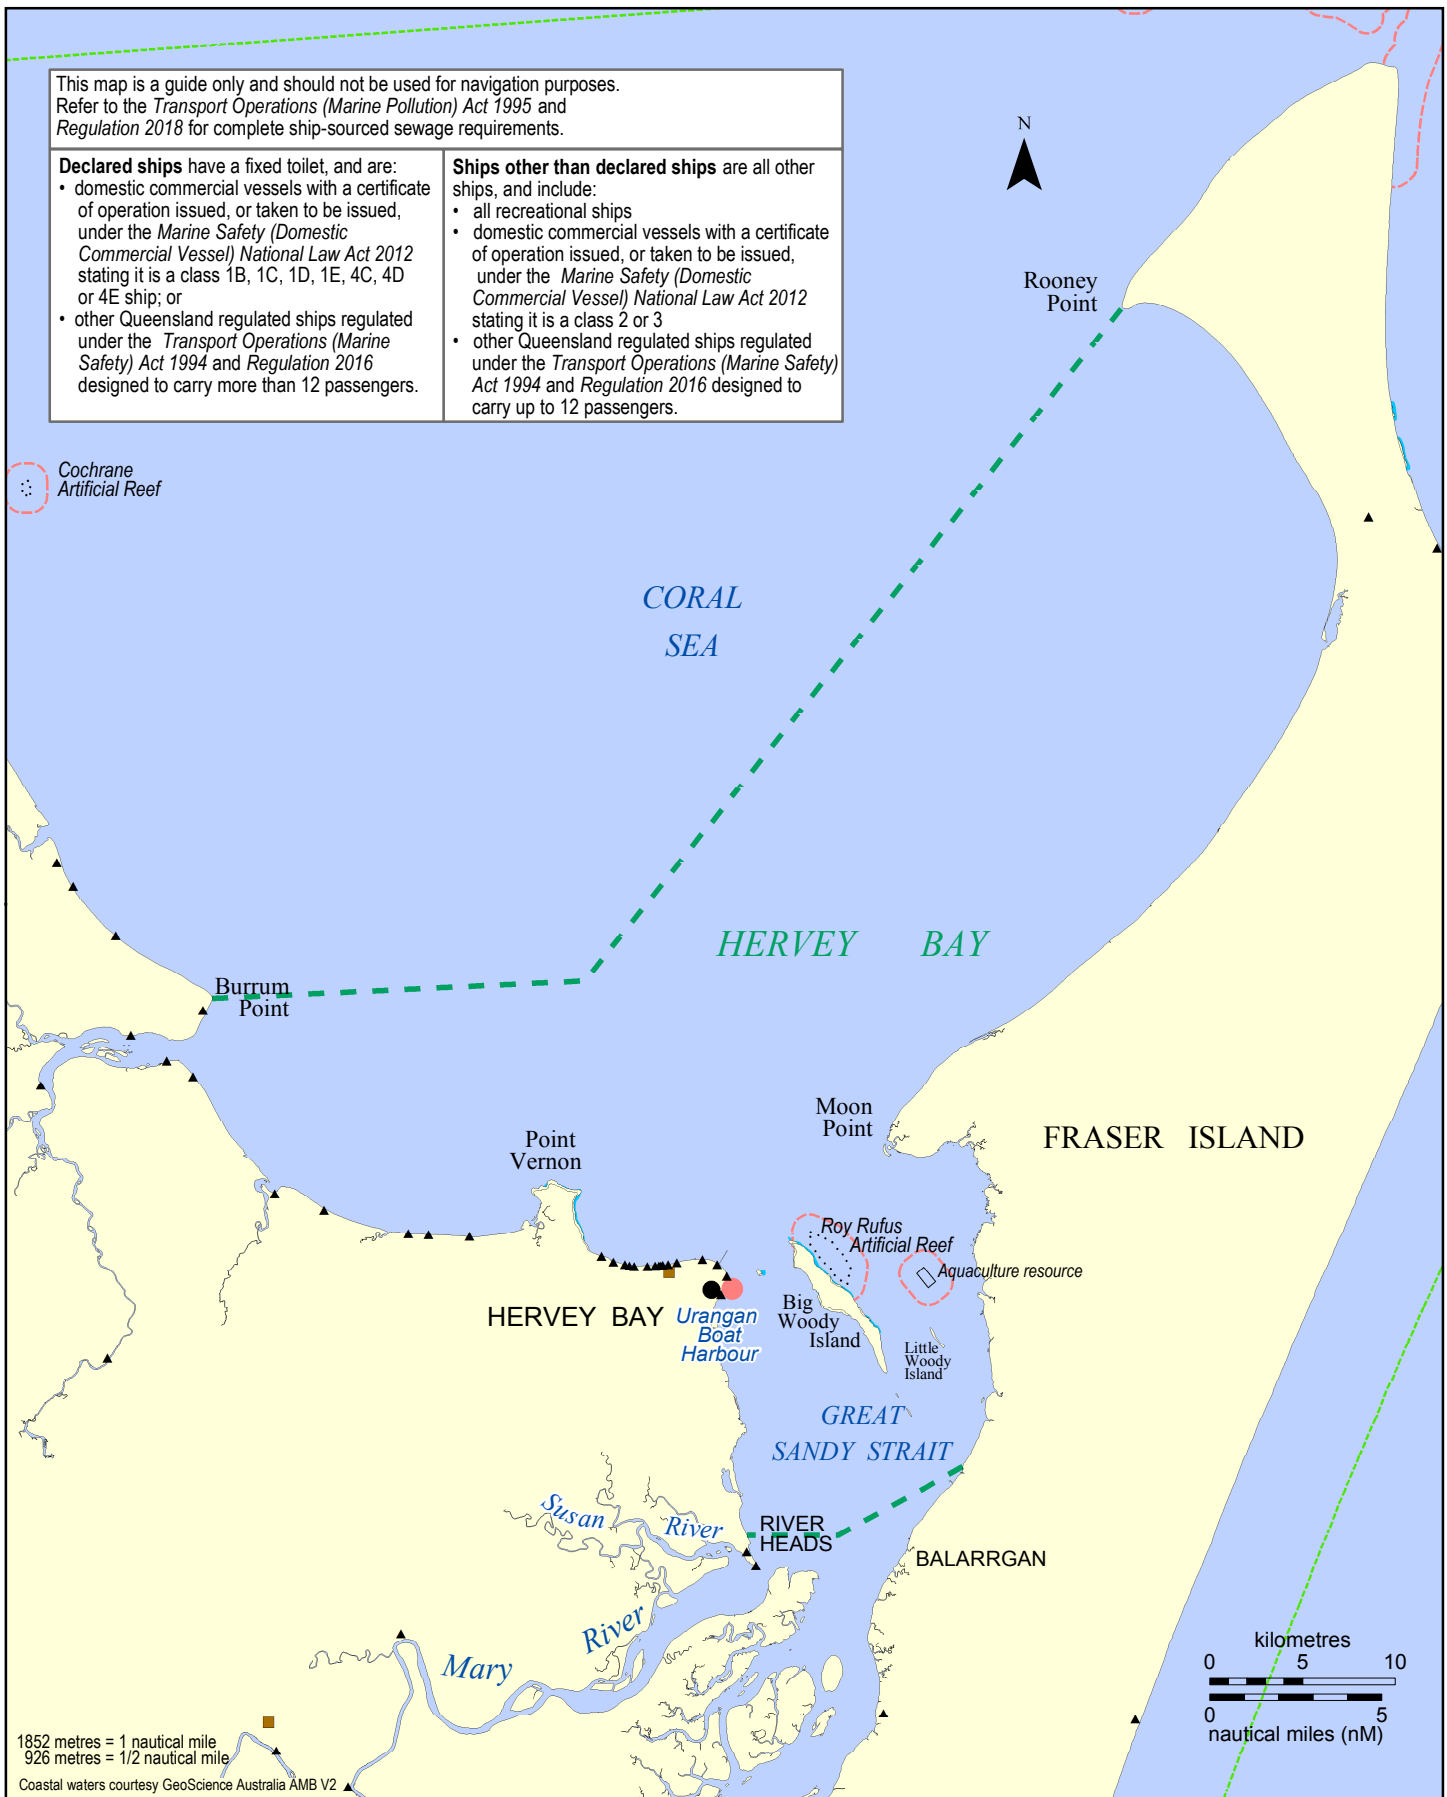 This map is a guide only and should not be used for navigation purposes.
Refer to the Transport Operations (Marine Pollution) Act 1995 and
Regulation 2018 for complete ship-sourced sewage requirements.
Declared ships have a fixed toilet, and are:
• domestic commercial vessels with a certificate
of operation issued, or taken to be issued,
under the Marine Safety (Domestic
Commercial Vessel) National Law Act 2012
stating it is a class 1B, 1C, 1D, 1E, 4C, 4D
or 4E ship; or
• other Queensland regulated ships regulated
under the Transport Operations (Marine
Safety) Act 1994 and Regulation 2016
designed to carry more than 12 passengers.
Ships other than declared ships are all other
ships, and include:
• all recreational ships
• domestic commercial vessels with a certificate
of operation issued, or taken to be issued,
under the Marine Safety (Domestic
Commercial Vessel) National Law Act 2012
stating it is a class 2 or 3
• other Queensland regulated ships regulated
under the Transport Operations (Marine Safety)
Act 1994 and Regulation 2016 designed to
carry up to 12 passengers.
N
Rooney
Point
Cochrane
Artificial Reef
CORAL
SEA
HERVEY BAY
Burrum
Point
Moon
Point
FRASER ISLAND
Point
Vernon
Roy Rufus
Artificial Reef
Aquaculture resource
HERVEY BAY
Urangan
Boat
Harbour
Big
Woody
Island
Little
Woody
Island
GREAT
SANDY STRAIT
Susan River
RIVER
HEADS
BALARRGAN
Mary River
kilometres
0 5 10
0 5
nautical miles (nM)
1852 metres = 1 nautical mile
926 metres = 1/2 nautical mile
Coastal waters courtesy GeoScience Australia AMB V2